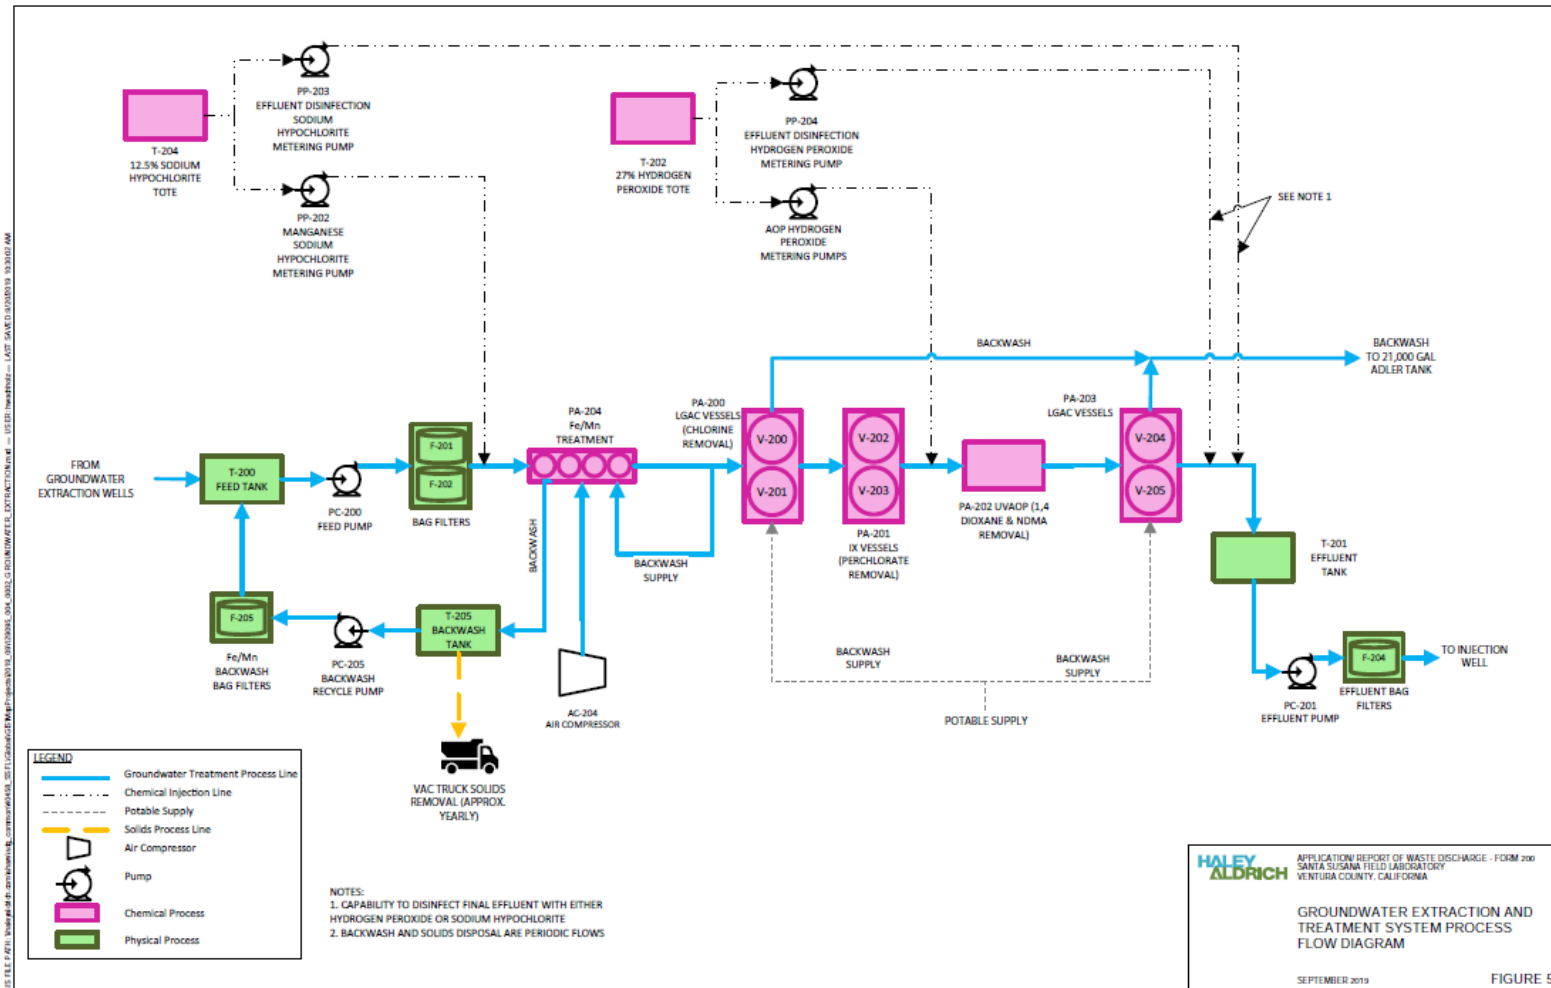 PP-203
EFFLUENT DISINFECTION
SODIUM
HYPOCHLORITE
METERING PUMP
T-204
12.5% SODIUM
HYPOCHLORITE
TOTE
PP-202
MANGANESE
SODIUM
HYPOCHLORITE
METERING PUMP
T-202
27% HYDROGEN
PEROXIDE TOTE
PP-204
EFFLUENT DISINFECTION
HYDROGEN PEROXIDE
METERING PUMP
AOP HYDROGEN
PEROXIDE
METERING PUMPS
SEE NOTE 1
BACKWASH
BACKWASH
TO 21,000 GAL
ADLER TANK
FROM
GROUNDWATER
EXTRACTION WELLS
T-200
FEED TANK
PC-200
FEED PUMP
F-201
F-202
BAG FILTERS
PA-204
Fe/Mn
TREATMENT
PA-200
LGAC VESSELS
(CHLORINE
REMOVAL)
V-200
V-201
V-202
V-203
PA-201
IX VESSELS
(PERCHLORATE
REMOVAL)
PA-202 UVAOP (1,4
DIOXANE & NDMA
REMOVAL)
PA-203
LGAC VESSELS
V-204
V-205
T-201
EFFLUENT
TANK
BACKWASH
BACKWASH
SUPPLY
F-205
Fe/Mn
BACKWASH
BAG FILTERS
PC-205
BACKWASH
RECYCLE PUMP
T-205
BACKWASH
TANK
AC-204
AIR COMPRESSOR
BACKWASH
SUPPLY
BACKWASH
SUPPLY
POTABLE SUPPLY
PC-201
EFFLUENT PUMP
F-204
EFFLUENT BAG
FILTERS
TO INJECTION
WELL
VAC TRUCK SOLIDS
REMOVAL (APPROX.
YEARLY)
LEGEND
Groundwater Treatment Process Line
Chemical Injection Line
Potable Supply
Solids Process Line
Air Compressor
Pump
Chemical Process
Physical Process
NOTES:
1. CAPABILITY TO DISINFECT FINAL EFFLUENT WITH EITHER
HYDROGEN PEROXIDE OR SODIUM HYPOCHLORITE
2. BACKWASH AND SOLIDS DISPOSAL ARE PERIODIC FLOWS
HALEY
ALDRICH
APPLICATION/ REPORT OF WASTE DISCHARGE - FORM 200
SANTA SUSANA FIELD LABORATORY
VENTURA COUNTY, CALIFORNIA
GROUNDWATER EXTRACTION AND
TREATMENT SYSTEM PROCESS
FLOW DIAGRAM
SEPTEMBER 2019
FIGURE 5